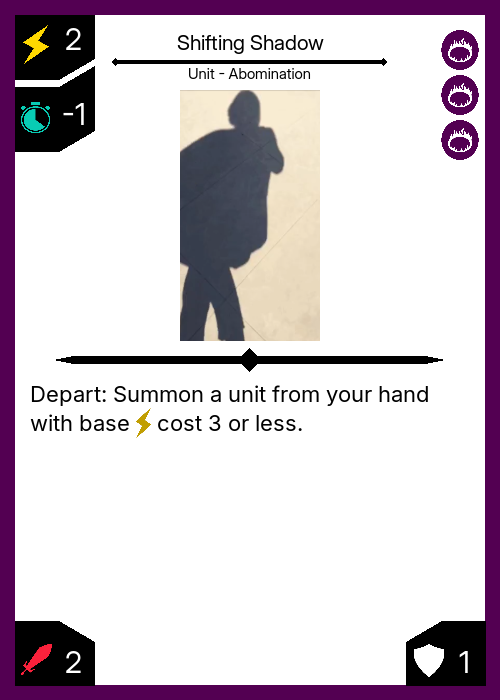 2
Shifting Shadow
Unit - Abomination
-1
Depart: Summon a unit from your hand
with base cost 3 or less.
2
1